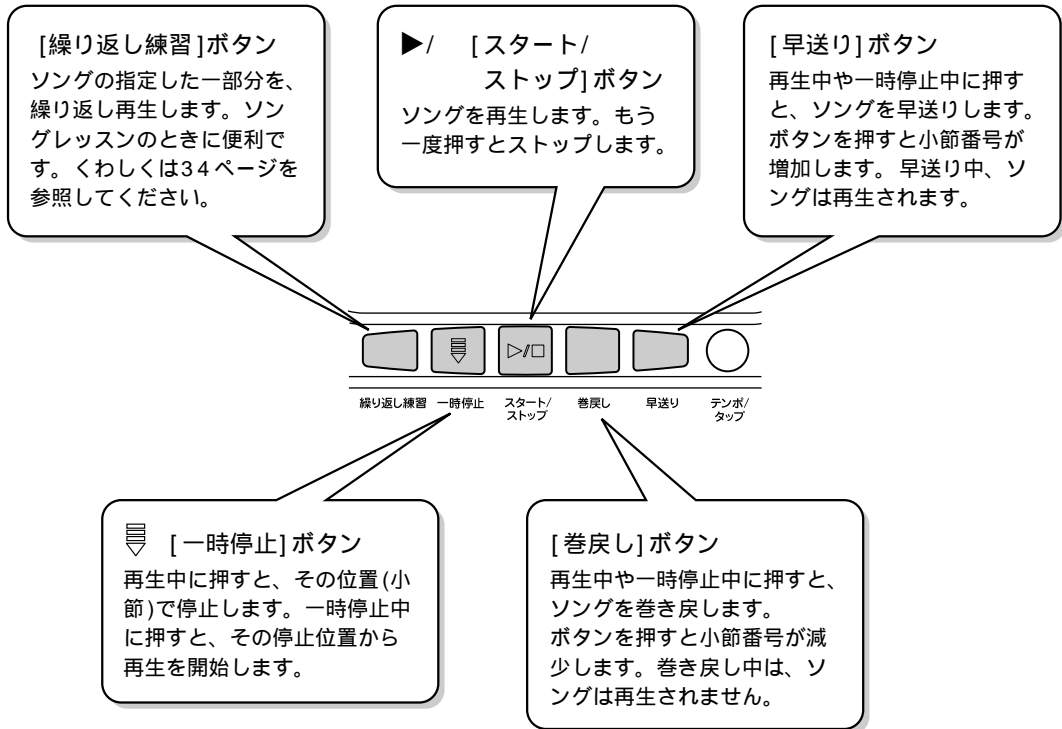 [繰り返し練習]ボタン
ソングの指定した一部分を、
繰り返し再生します。ソン
グレッスンのときに便利で
す。くわしくは34ページを
参照してください。
▶/ [スタート/
ストップ]ボタン
ソングを再生します。もう
一度押すとストップします。
[早送り]ボタン
再生中や一時停止中に押す
と、ソングを早送りします。
ボタンを押すと小節番号が
増加します。早送り中、ソ
ングは再生されます。
▷/□
繰り返し練習 一時停止 スタート/ 巻戻し 早送り テンポ/
ストップ タップ
[一時停止]ボタン
再生中に押すと、その位置(小
節)で停止します。一時停止中
に押すと、その停止位置から
再生を開始します。
[巻戻し]ボタン
再生中や一時停止中に押すと、
ソングを巻き戻します。
ボタンを押すと小節番号が減
少します。巻き戻し中は、ソ
ングは再生されません。